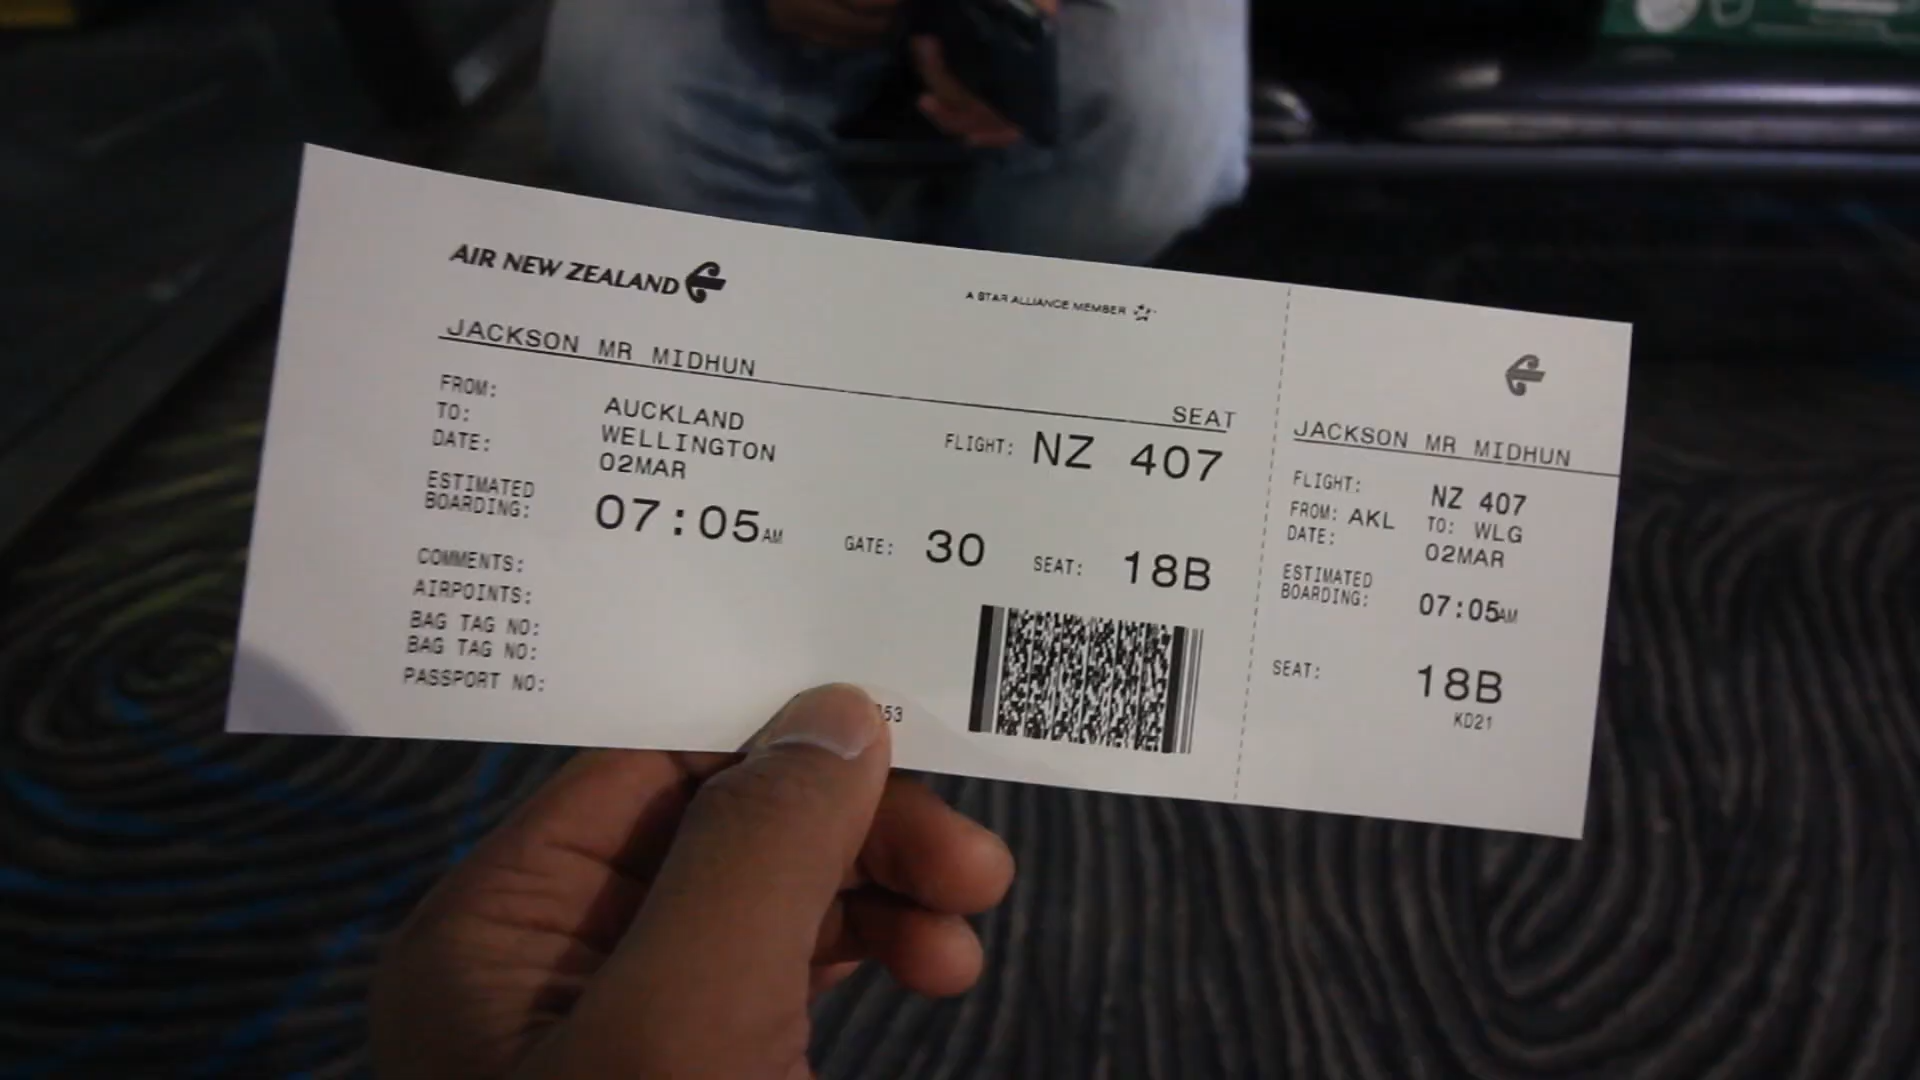 AIR NEW ZEALAND
A STAR ALLIANCE MEMBER
JACKSON MR MIDHUN
SEAT
FROM: AUCKLAND
TO: WELLINGTON
DATE: 02MAR
FLIGHT: NZ 407
ESTIMATED
BOARDING: 07:05AM
GATE: 30 SEAT: 18B
COMMENTS:
AIRPOINTS:
BAG TAG NO:
BAG TAG NO:
PASSPORT NO:
JACKSON MR MIDHUN
FLIGHT: NZ 407
FROM: AKL TO: WLG
DATE: 02MAR
ESTIMATED
BOARDING: 07:05AM
SEAT: 18B
KD21